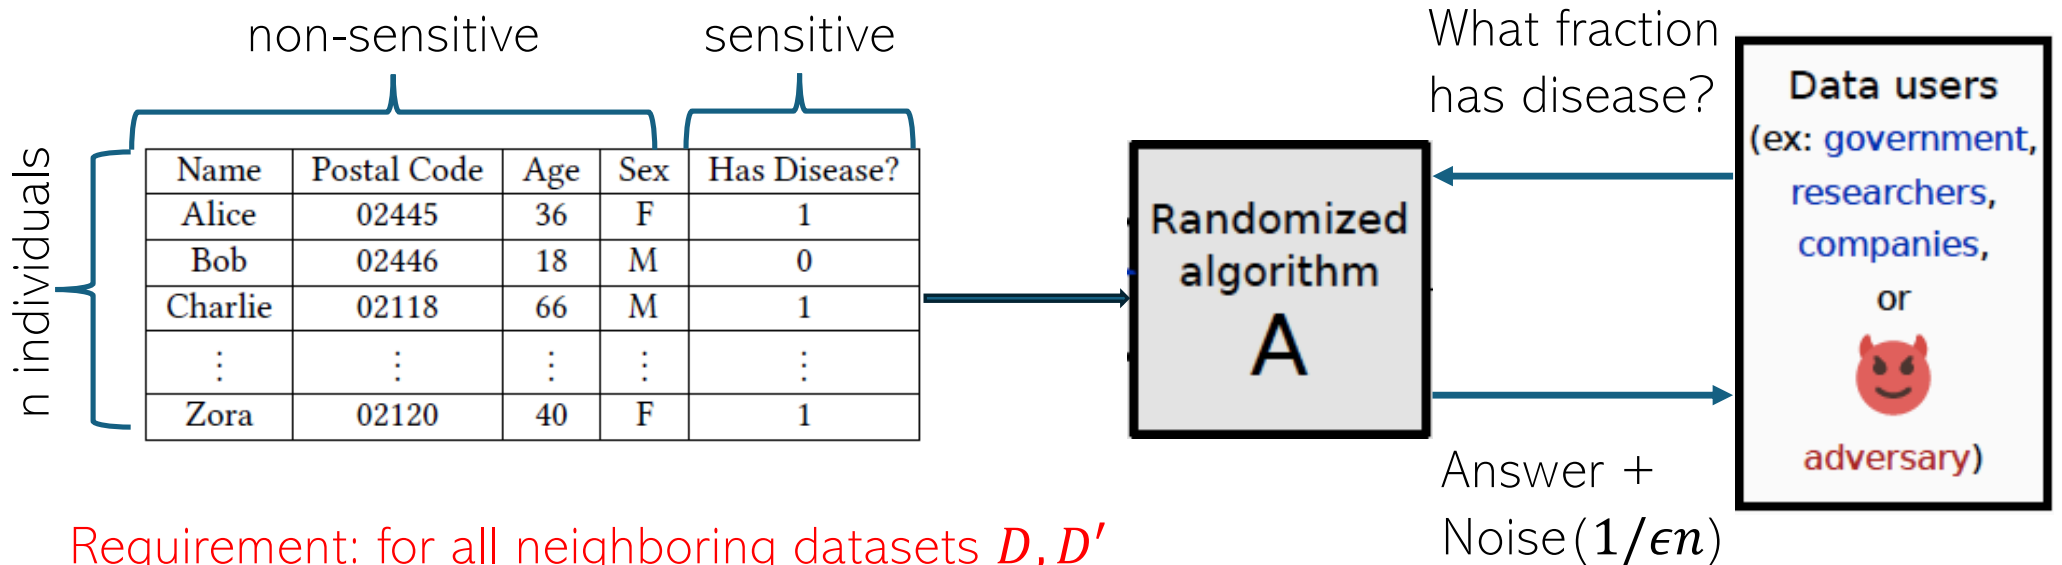 non-sensitive
sensitive
n individuals
Name Postal Code Age Sex Has Disease?
Alice 02445 36 F 1
Bob 02446 18 M 0
Charlie 02118 66 M 1
⋮ ⋮ ⋮ ⋮ ⋮
Zora 02120 40 F 1
Randomized
algorithm
A
What fraction
has disease?
Answer +
Noise(1/ϵn)
Data users
(ex: government,
researchers,
companies,
or
adversary)
Requirement: for all neighboring datasets D, D′